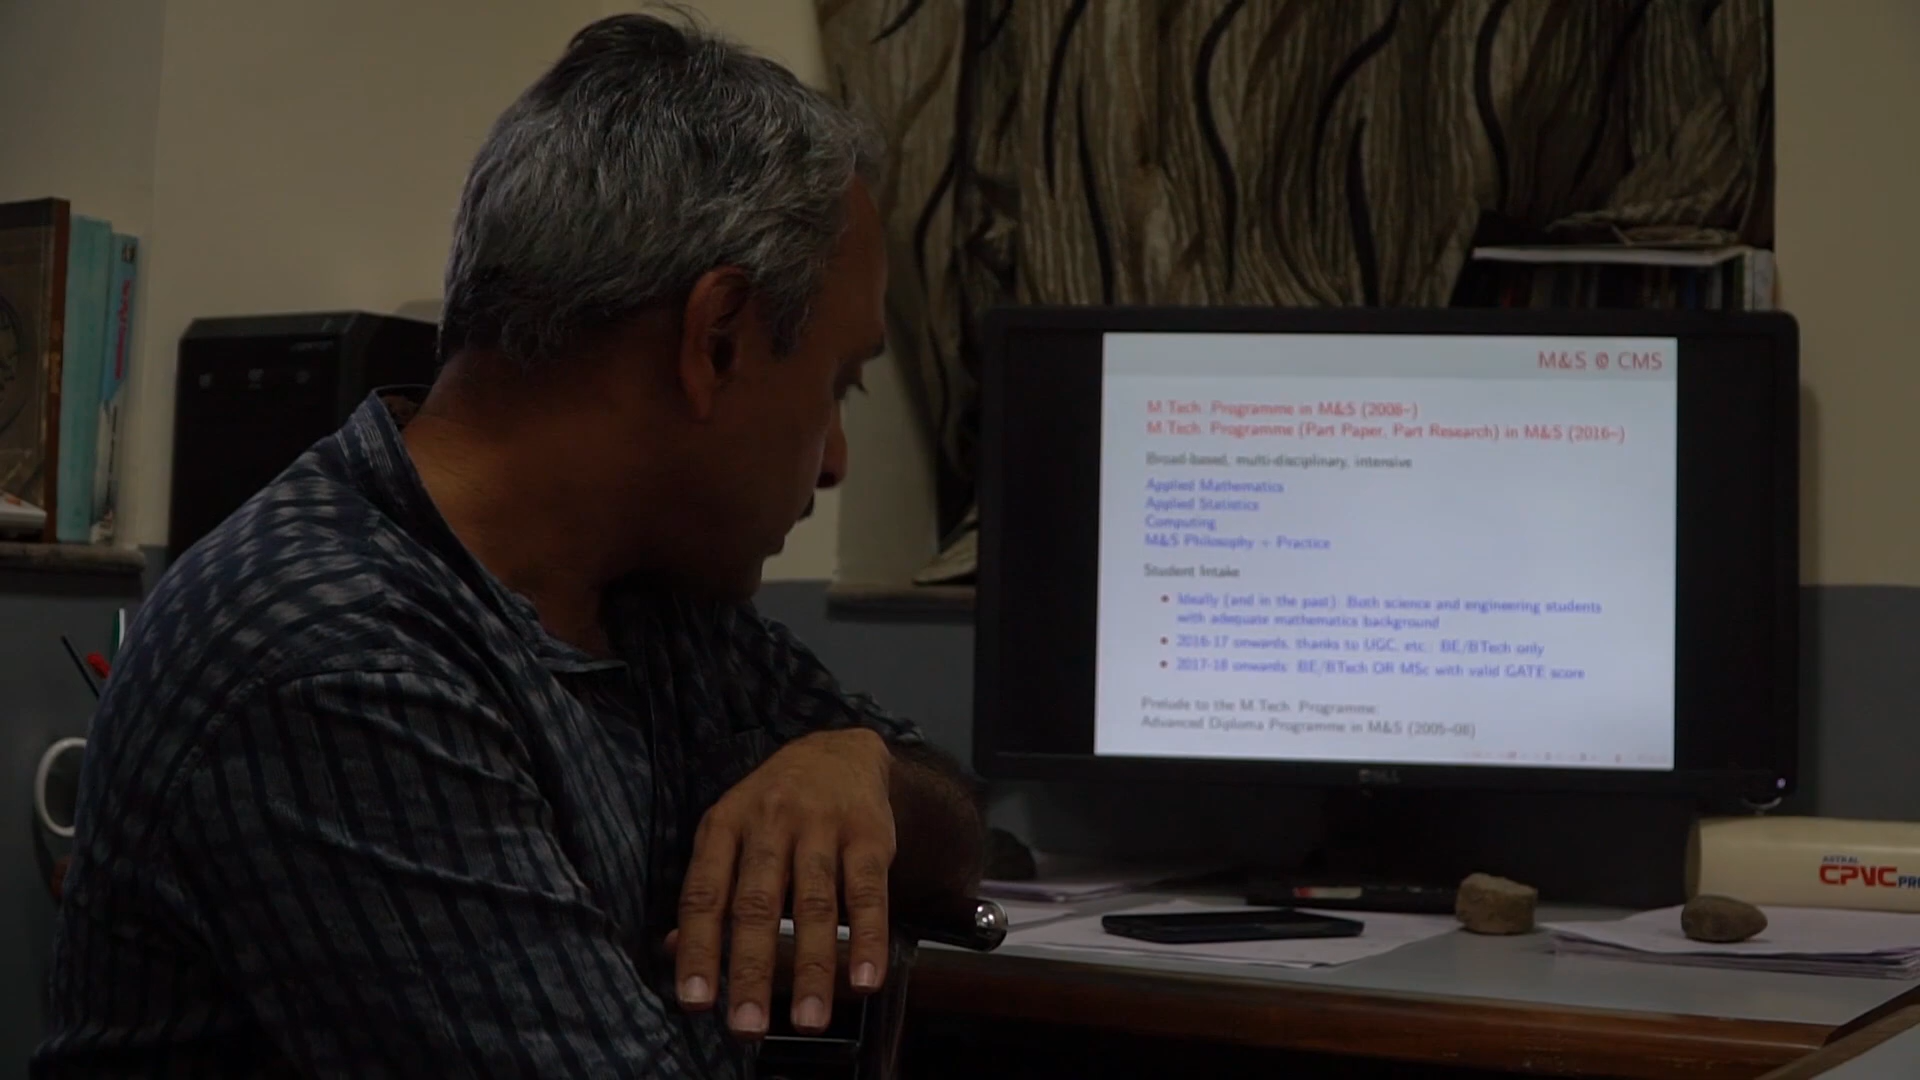 M&S @ CMS
M.Tech. Programme in M&S (2008–)
M.Tech. Programme (Part Paper, Part Research) in M&S (2016–)
Broad-based, multi-disciplinary, intensive
Applied Mathematics
Applied Statistics
Computing
M&S Philosophy + Practice
Student Intake
• Ideally (and in the past): Both science and engineering students
with adequate mathematics background
• 2016-17 onwards, thanks to UGC, etc.: BE/BTech only
• 2017-18 onwards: BE/BTech OR MSc with valid GATE score
Prelude to the M.Tech. Programme:
Advanced Diploma Programme in M&S (2005–08)
DELL
ASTRAL
CPVC PR